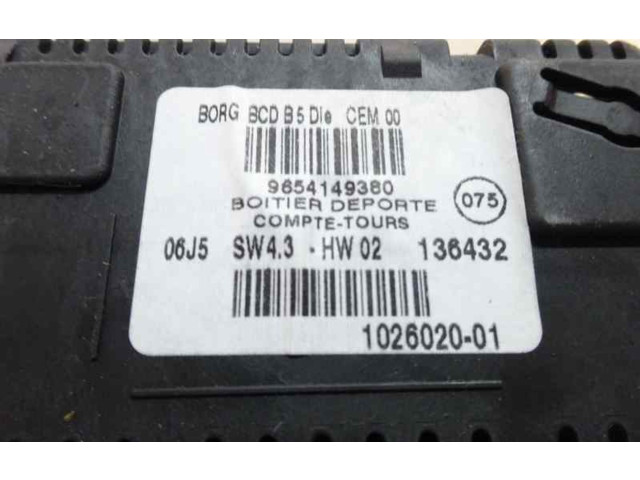 BORG BCD B5 Die CEM 00
9654149380
BOITIER DEPORTE
COMPTE-TOURS
075
06J5 SW4.3 - HW 02 136432
1026020-01